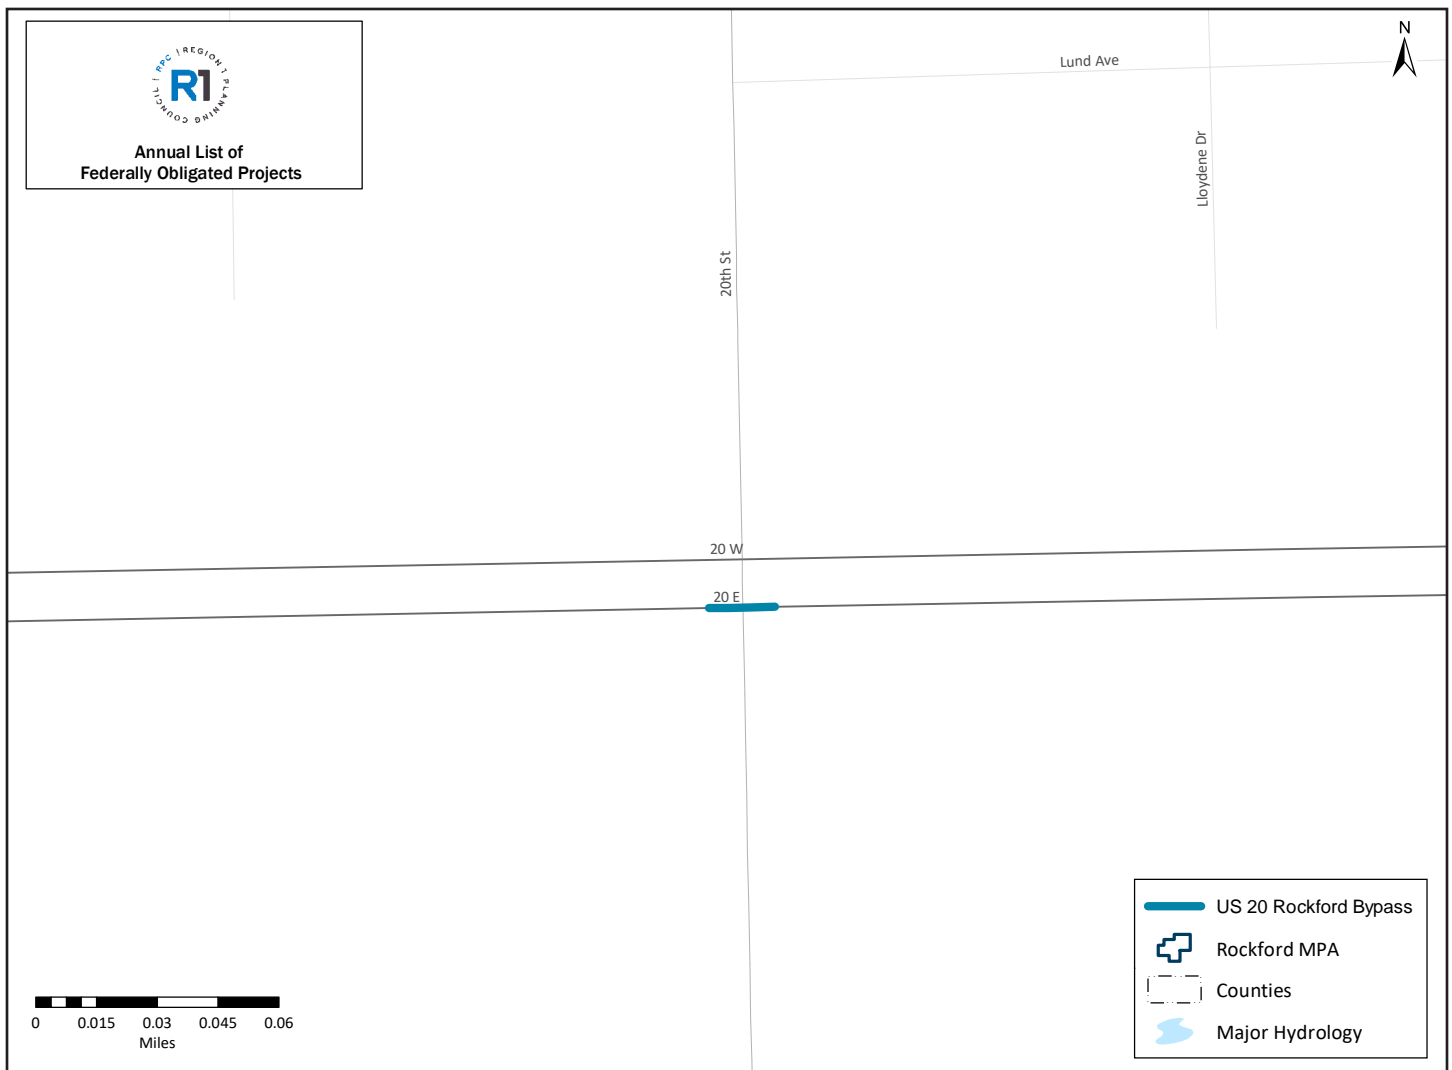 RPC | REGION 1 PLANNING COUNCIL |
R1
Annual List of
Federally Obligated Projects
N
Lund Ave
Lloydene Dr
20th St
20 W
20 E
US 20 Rockford Bypass
Rockford MPA
Counties
Major Hydrology
0 0.015 0.03 0.045 0.06
Miles